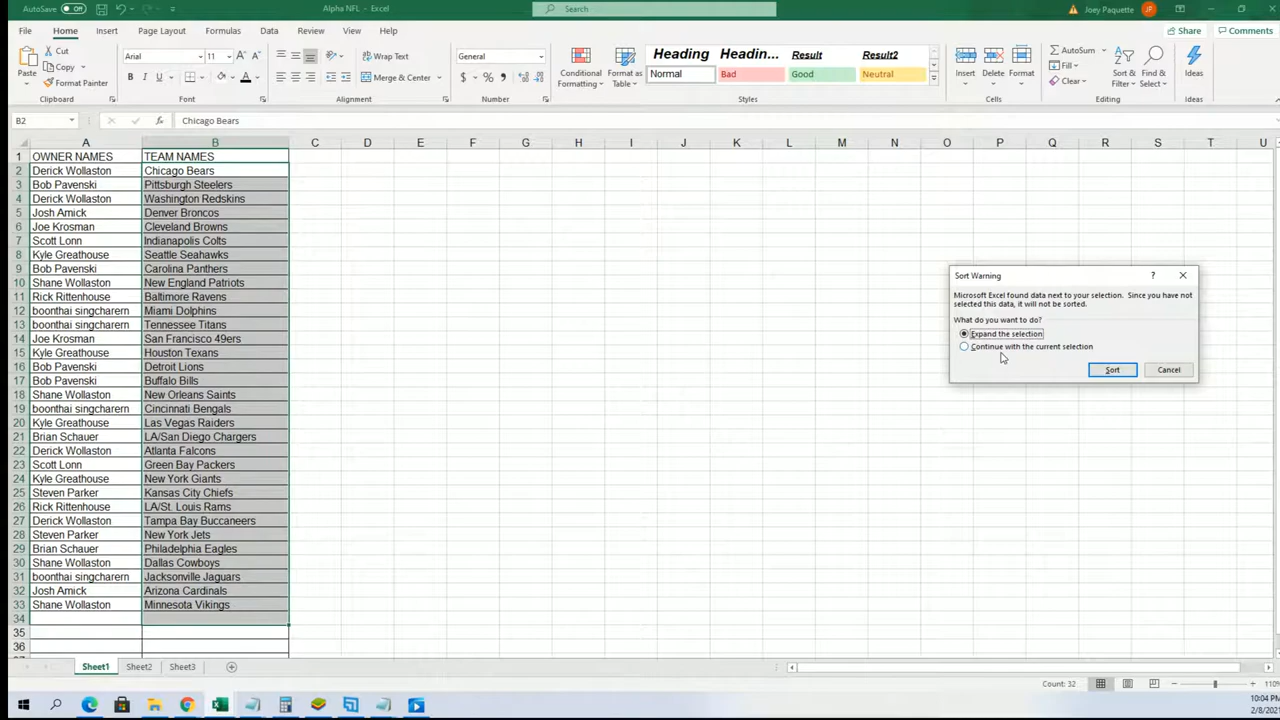 AutoSave Off Alpha NFL - Excel Search Joey Paquette JP
File Home Insert Page Layout Formulas Data Review View Help Share Comments
Paste Cut Copy Format Painter
Clipboard
Arial 11
B I U
Font
Wrap Text
Merge & Center
Alignment
General
$ % ,
Number
Conditional Formatting Format as Table
Heading Headin... Result Result2
Normal Bad Good Neutral
Styles
Insert Delete Format
Cells
AutoSum
Fill
Clear
Sort & Filter Find & Select
Editing
Ideas
Ideas
B2 fx Chicago Bears
A B C D E F G H I J K L M N O P Q R S T U
1 OWNER NAMES TEAM NAMES
2 Derick Wollaston Chicago Bears
3 Bob Pavenski Pittsburgh Steelers
4 Derick Wollaston Washington Redskins
5 Josh Amick Denver Broncos
6 Joe Krosman Cleveland Browns
7 Scott Lonn Indianapolis Colts
8 Kyle Greathouse Seattle Seahawks
9 Bob Pavenski Carolina Panthers
10 Shane Wollaston New England Patriots
11 Rick Rittenhouse Baltimore Ravens
12 boonthai singcharern Miami Dolphins
13 boonthai singcharern Tennessee Titans
14 Joe Krosman San Francisco 49ers
15 Kyle Greathouse Houston Texans
16 Bob Pavenski Detroit Lions
17 Bob Pavenski Buffalo Bills
18 Shane Wollaston New Orleans Saints
19 boonthai singcharern Cincinnati Bengals
20 Kyle Greathouse Las Vegas Raiders
21 Brian Schauer LA/San Diego Chargers
22 Derick Wollaston Atlanta Falcons
23 Scott Lonn Green Bay Packers
24 Kyle Greathouse New York Giants
25 Steven Parker Kansas City Chiefs
26 Rick Rittenhouse LA/St. Louis Rams
27 Derick Wollaston Tampa Bay Buccaneers
28 Steven Parker New York Jets
29 Brian Schauer Philadelphia Eagles
30 Shane Wollaston Dallas Cowboys
31 boonthai singcharern Jacksonville Jaguars
32 Josh Amick Arizona Cardinals
33 Shane Wollaston Minnesota Vikings
34
35
36
Sort Warning ?
Microsoft Excel found data next to your selection. Since you have not
selected this data, it will not be sorted.
What do you want to do?
Expand the selection
Continue with the current selection
Sort Cancel
Sheet1 Sheet2 Sheet3
Count: 32 110%
10:04 PM
2/8/2021